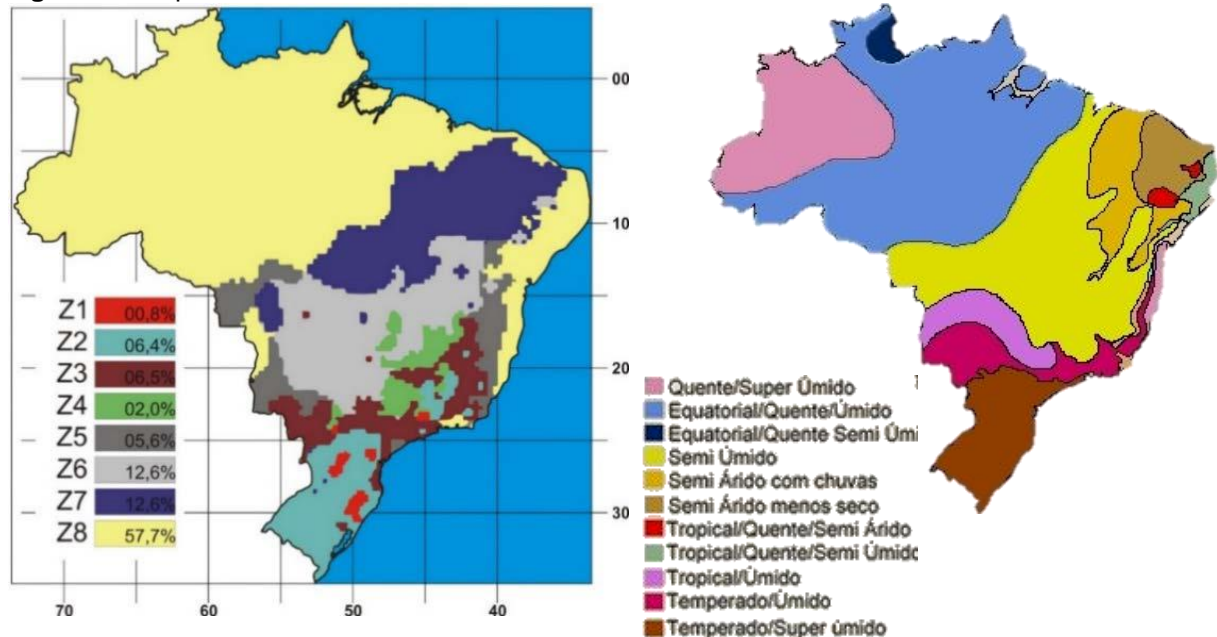 00
10
20
30
70 60 50 40
Z1 00,8%
Z2 06,4%
Z3 06,5%
Z4 02,0%
Z5 05,6%
Z6 12,6%
Z7 12,6%
Z8 57,7%
Quente/Super Úmido
Equatorial/Quente/Úmido
Equatorial/Quente Semi Úmi
Semi Úmido
Semi Árido com chuvas
Semi Árido menos seco
Tropical/Quente/Semi Árido
Tropical/Quente/Semi Úmido
Tropical/Úmido
Temperado/Úmido
Temperado/Super úmido